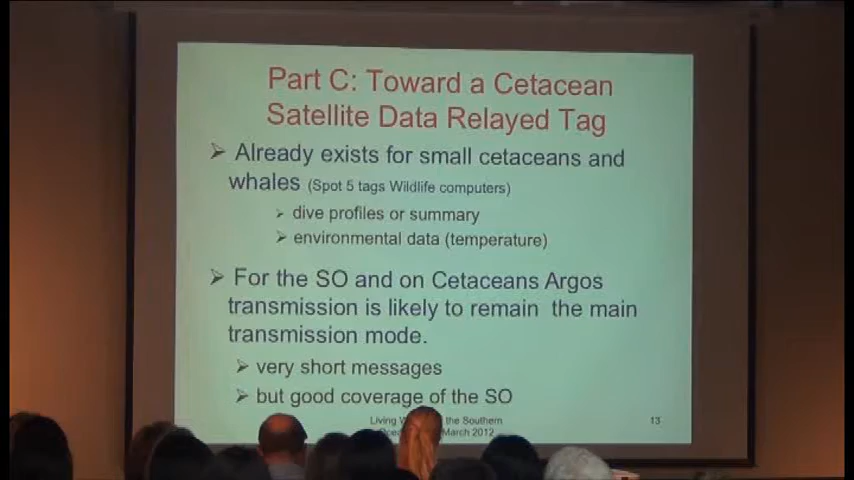 Part C: Toward a Cetacean
Satellite Data Relayed Tag
Already exists for small cetaceans and
whales (Spot 5 tags Wildlife computers)
dive profiles or summary
environmental data (temperature)
For the SO and on Cetaceans Argos
transmission is likely to remain the main
transmission mode.
very short messages
but good coverage of the SO
Living the Southern
March 2012
13